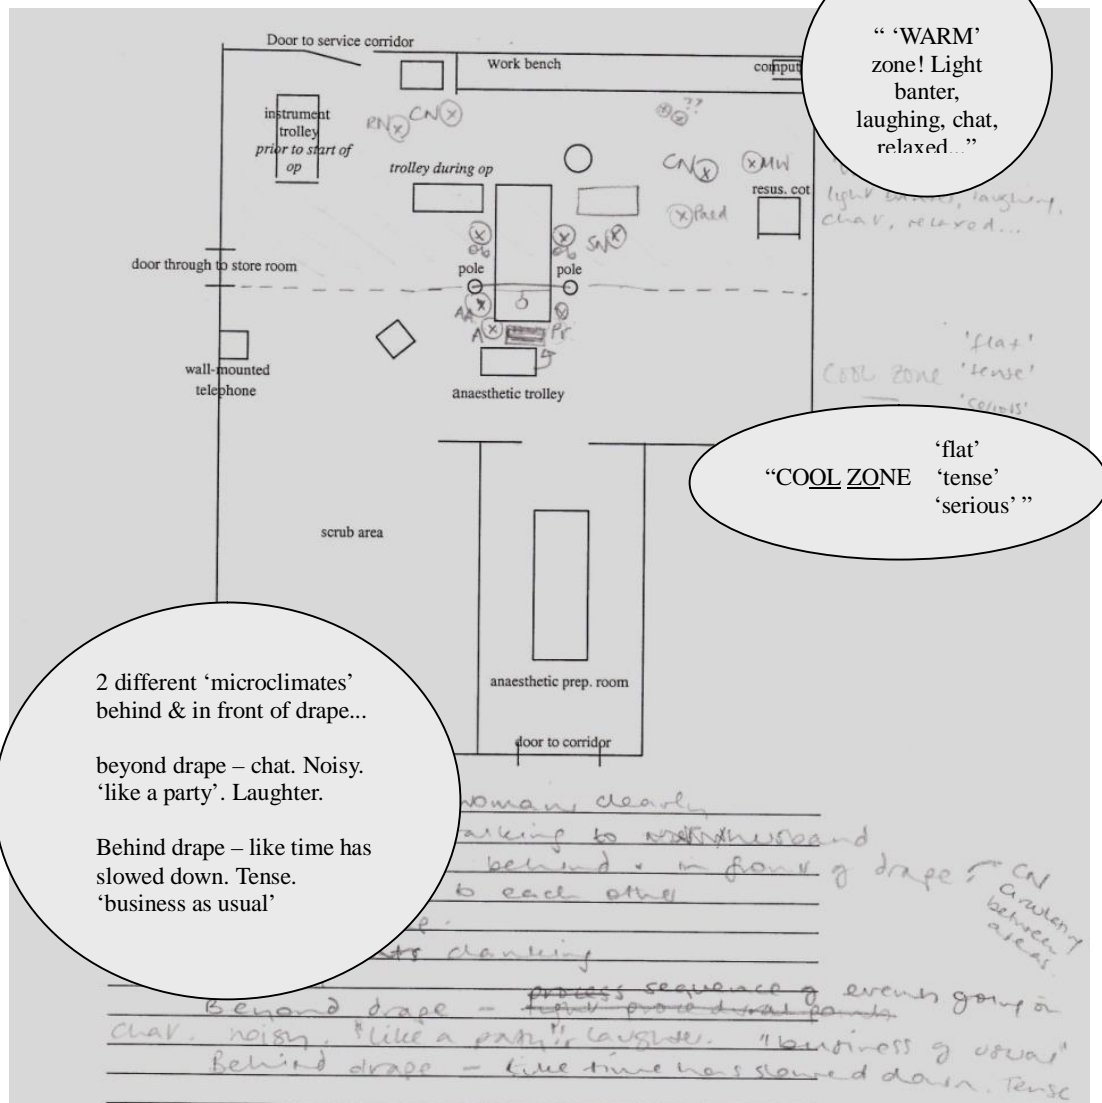 Door to service corridor
Work bench
comput
“ ‘WARM’
zone! Light
banter,
laughing, chat,
relaxed...”
instrument
trolley
prior to start of
op
RN
CN
??
trolley during op
CN
MW
Paed
resus. cot
light banter, laughing,
chat, relaxed...
SN
door through to store room
pole
pole
AA
A
Pr
wall-mounted
telephone
anaesthetic trolley
'flat'
COOL ZONE 'tense'
'serious'
‘flat’
“COOL ZONE ‘tense’
‘serious’ ”
scrub area
anaesthetic prep. room
door to corridor
2 different ‘microclimates’
behind & in front of drape...
beyond drape – chat. Noisy.
‘like a party’. Laughter.
Behind drape – like time has
slowed down. Tense.
‘business as usual’
woman, clearly
talking to husband
behind & in front of drape
each other
clanking
CN
circulating
between
areas.
process sequence of events going on
Beyond drape –
chat. noisy. "like a party", laughter. "business of usual"
Behind drape – like time has slowed down. Tense